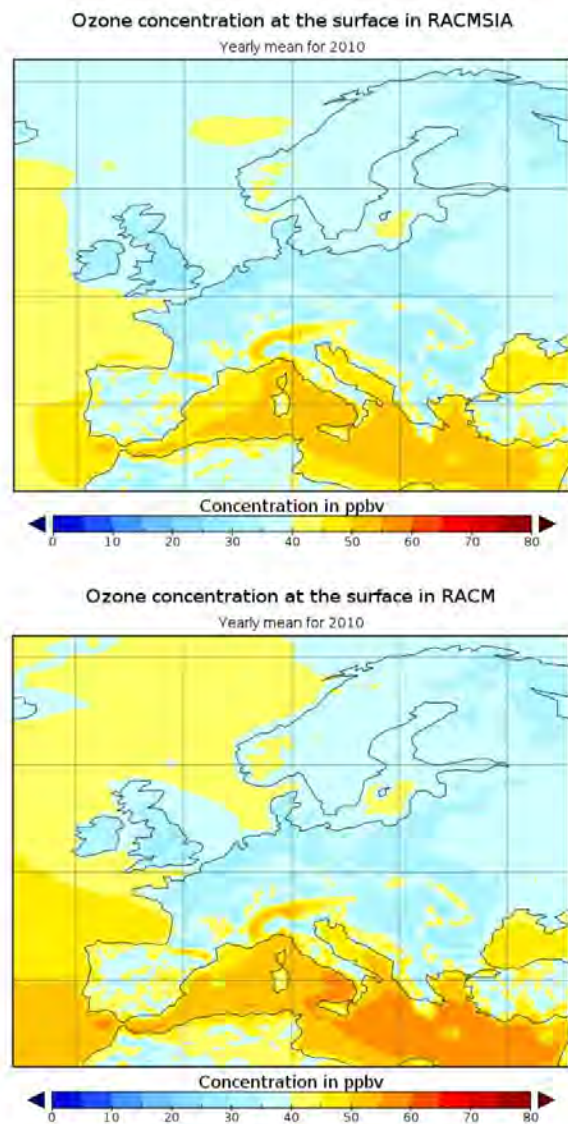 Ozone concentration at the surface in RACMSIA
Yearly mean for 2010
Concentration in ppbv
0 10 20 30 40 50 60 70 80
Ozone concentration at the surface in RACM
Yearly mean for 2010
Concentration in ppbv
0 10 20 30 40 50 60 70 80